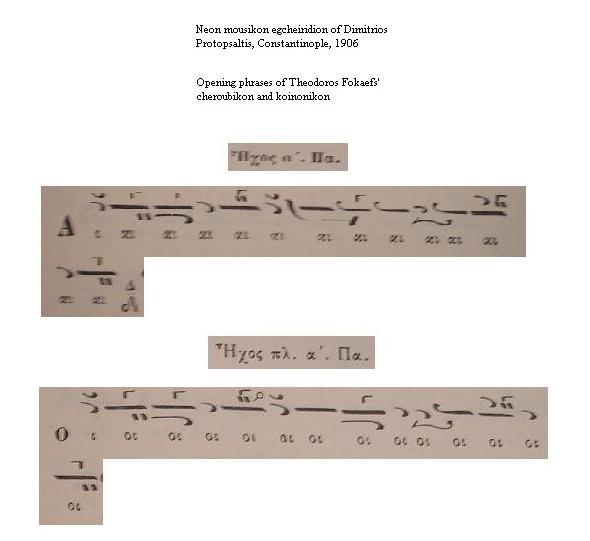 Neon mousikon egcheiridion of Dimitrios
Protopsaltis, Constantinople, 1906
Opening phrases of Theodoros Fokaefs'
cheroubikon and koinonikon
Ἦχος α΄. Πα.
Α ι αι αι αι αι αι αι αι αι αι αι αι
αι αι
Ἦχος πλ. α΄. Πα.
Ο ι οι οι οι οι οι οι οι οι οι οι οι οι
οι